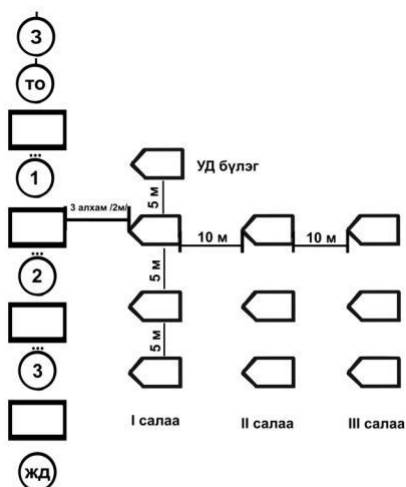 3
ТО
1
3 алхам /2м/
УД бүлэг
5 м
10 м
10 м
2
5 м
3
5 м
I салаа
II салаа
III салаа
ЖД